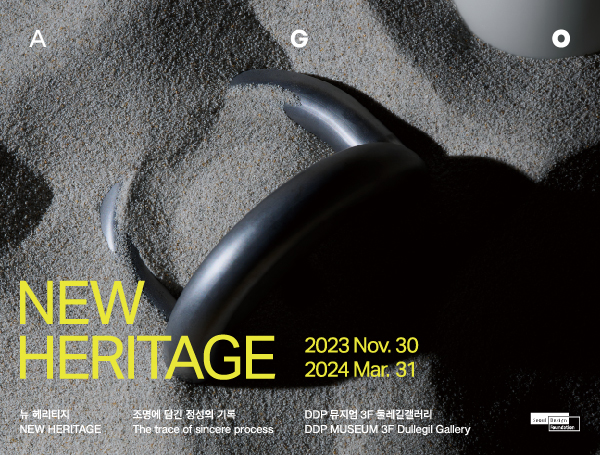 A G O
NEW
HERITAGE
2023 Nov. 30
2024 Mar. 31
뉴 헤리티지
NEW HERITAGE
조명에 담긴 정성의 기록
The trace of sincere process
DDP 뮤지엄 3F 둘레길갤러리
DDP MUSEUM 3F Dullegil Gallery
Seoul Design
Foundation